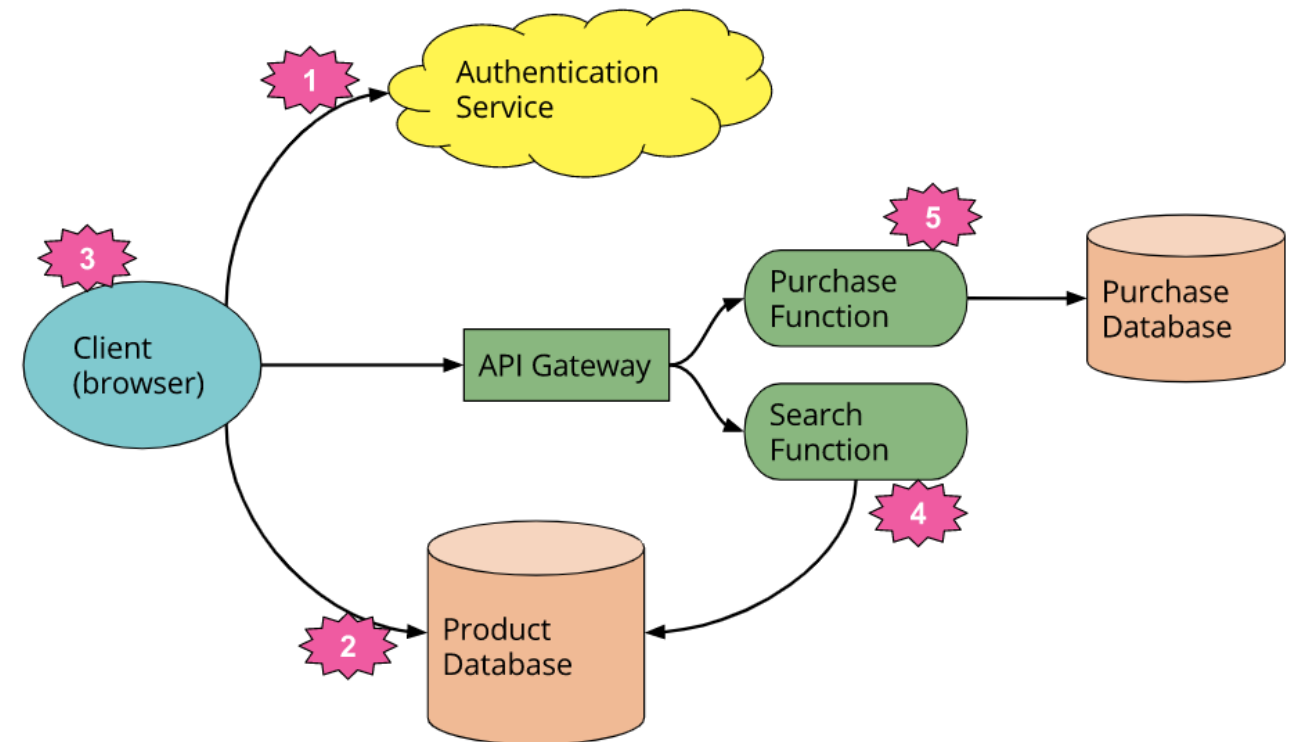 1
Authentication
Service
3
Client
(browser)
API Gateway
5
Purchase
Function
Purchase
Database
Search
Function
4
2
Product
Database